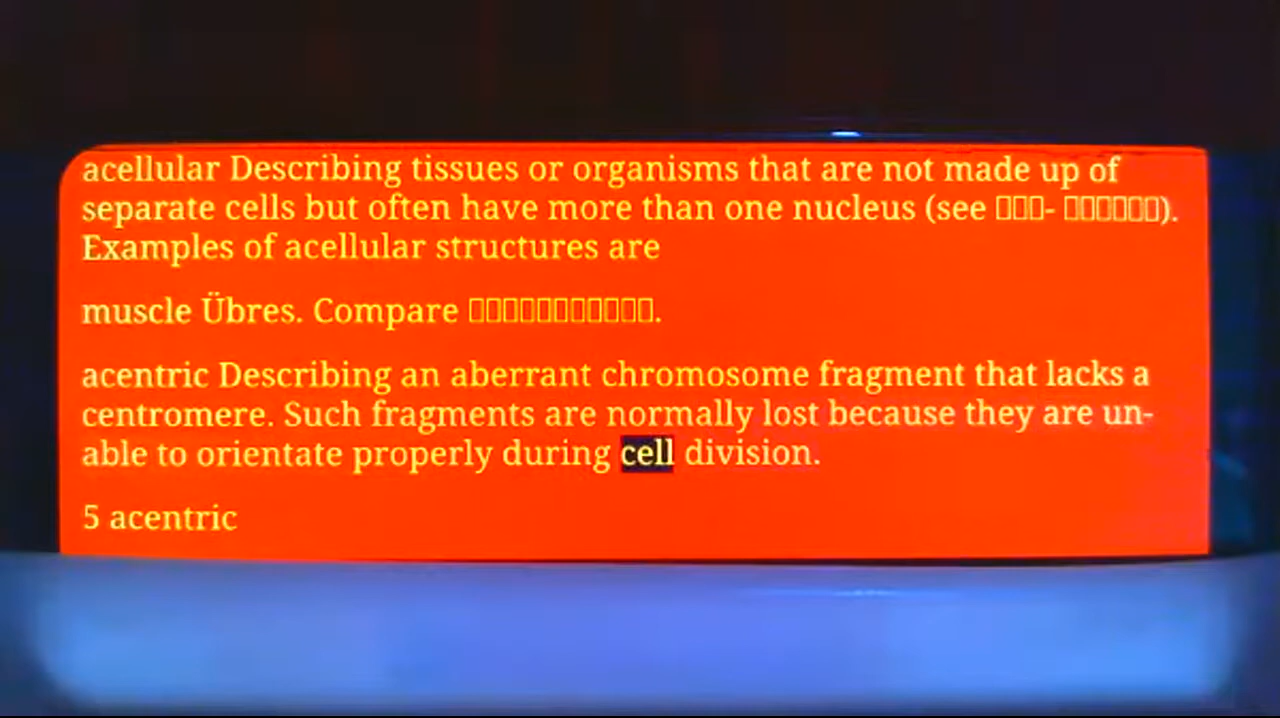 acellular Describing tissues or organisms that are not made up of
separate cells but often have more than one nucleus (see □□□- □□□□□□).
Examples of acellular structures are
muscle Übres. Compare □□□□□□□□□□□.
acentric Describing an aberrant chromosome fragment that lacks a
centromere. Such fragments are normally lost because they are un-
able to orientate properly during cell division.
5 acentric